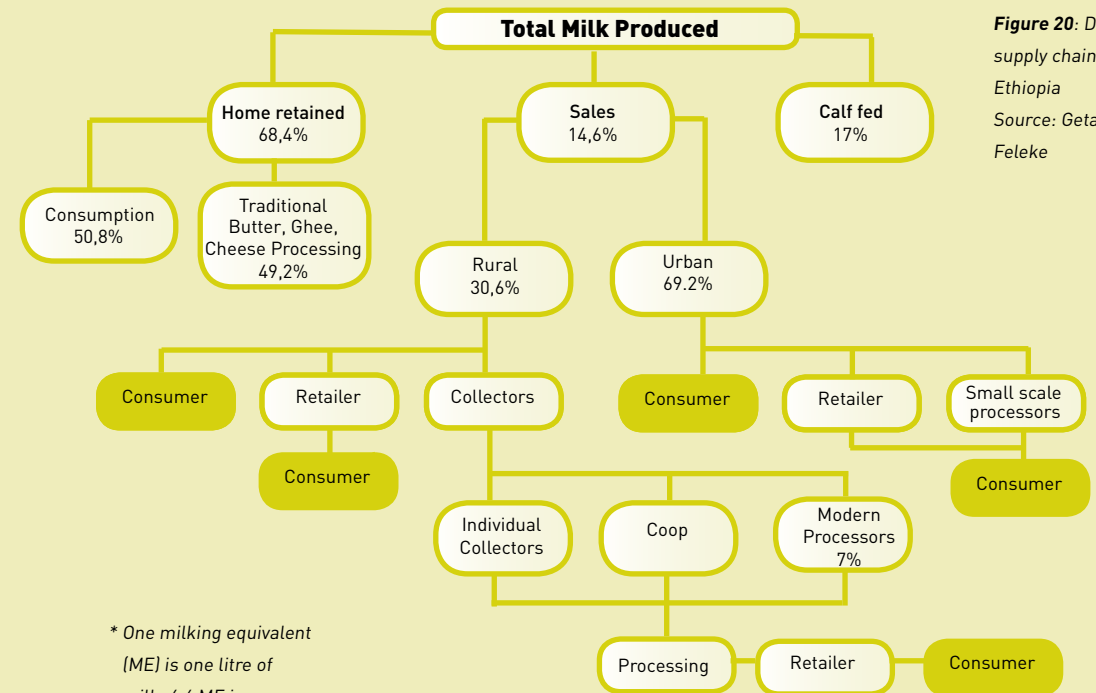 Total Milk Produced
Figure 20:
supply chain
Ethiopia
Source:
Feleke
Home retained
68,4%
Sales
14,6%
Calf fed
17%
Consumption
50,8%
Traditional
Butter, Ghee,
Cheese Processing
49,2%
Rural
30,6%
Urban
69.2%
Consumer
Retailer
Collectors
Consumer
Retailer
Small scale
processors
Consumer
Consumer
Individual
Collectors
Coop
Modern
Processors
7%
* One milking equivalent
(ME) is one litre of
Processing
Retailer
Consumer